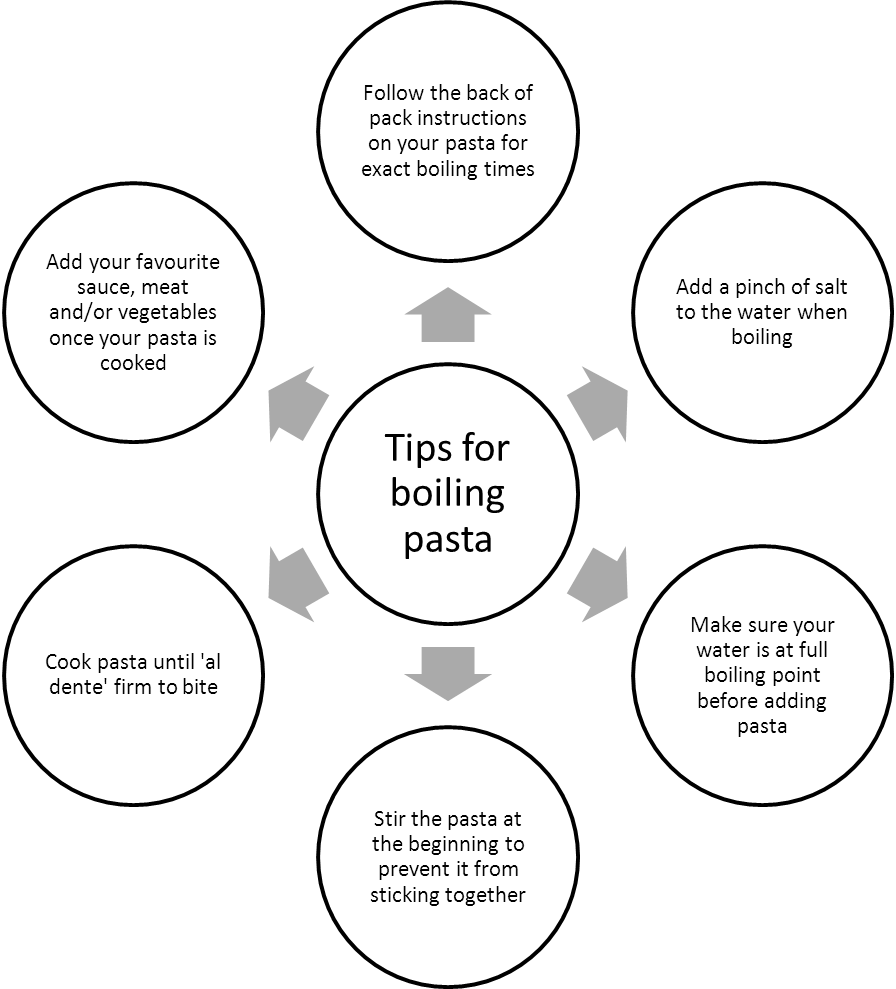 Follow the back of
pack instructions
on your pasta for
exact boiling times
Add your favourite
sauce, meat
and/or vegetables
once your pasta is
cooked
Add a pinch of salt
to the water when
boiling
Tips for
boiling
pasta
Cook pasta until 'al
dente' firm to bite
Make sure your
water is at full
boiling point
before adding
pasta
Stir the pasta at
the beginning to
prevent it from
sticking together